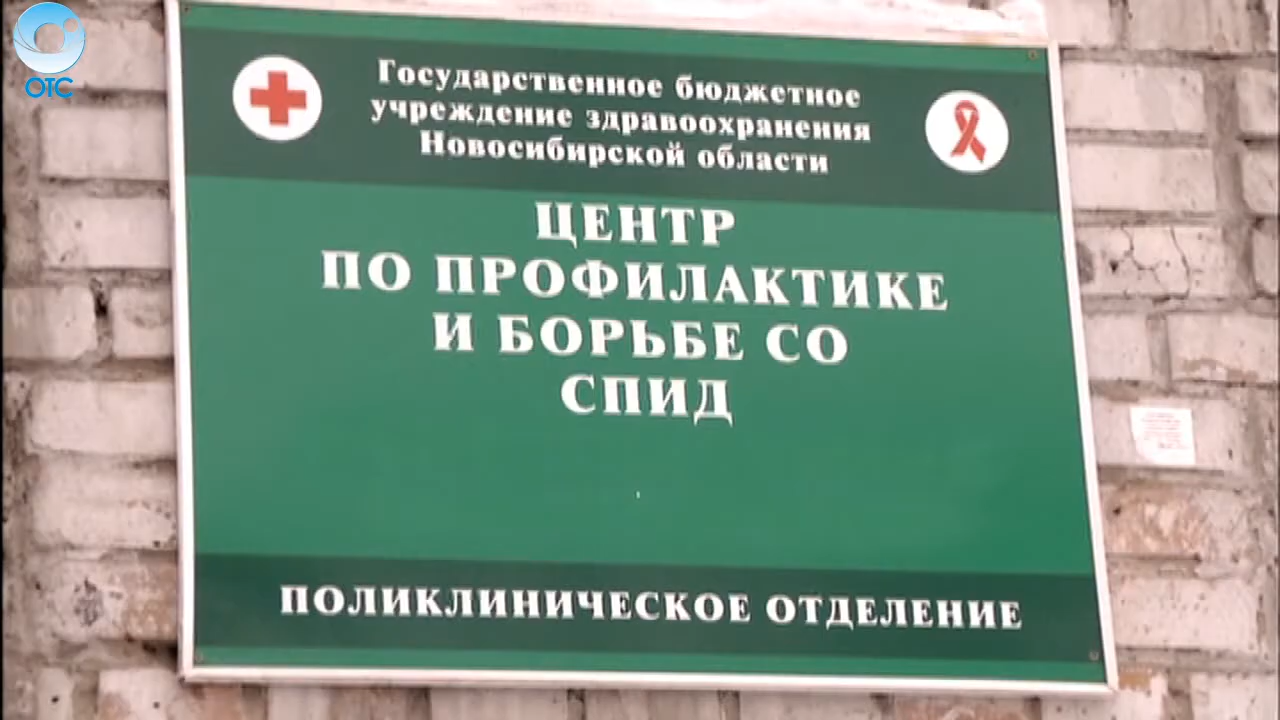 ОТС
Государственное бюджетное
учреждение здравоохранения
Новосибирской области
ЦЕНТР
ПО ПРОФИЛАКТИКЕ
И БОРЬБЕ СО
СПИД
ПОЛИКЛИНИЧЕСКОЕ ОТДЕЛЕНИЕ